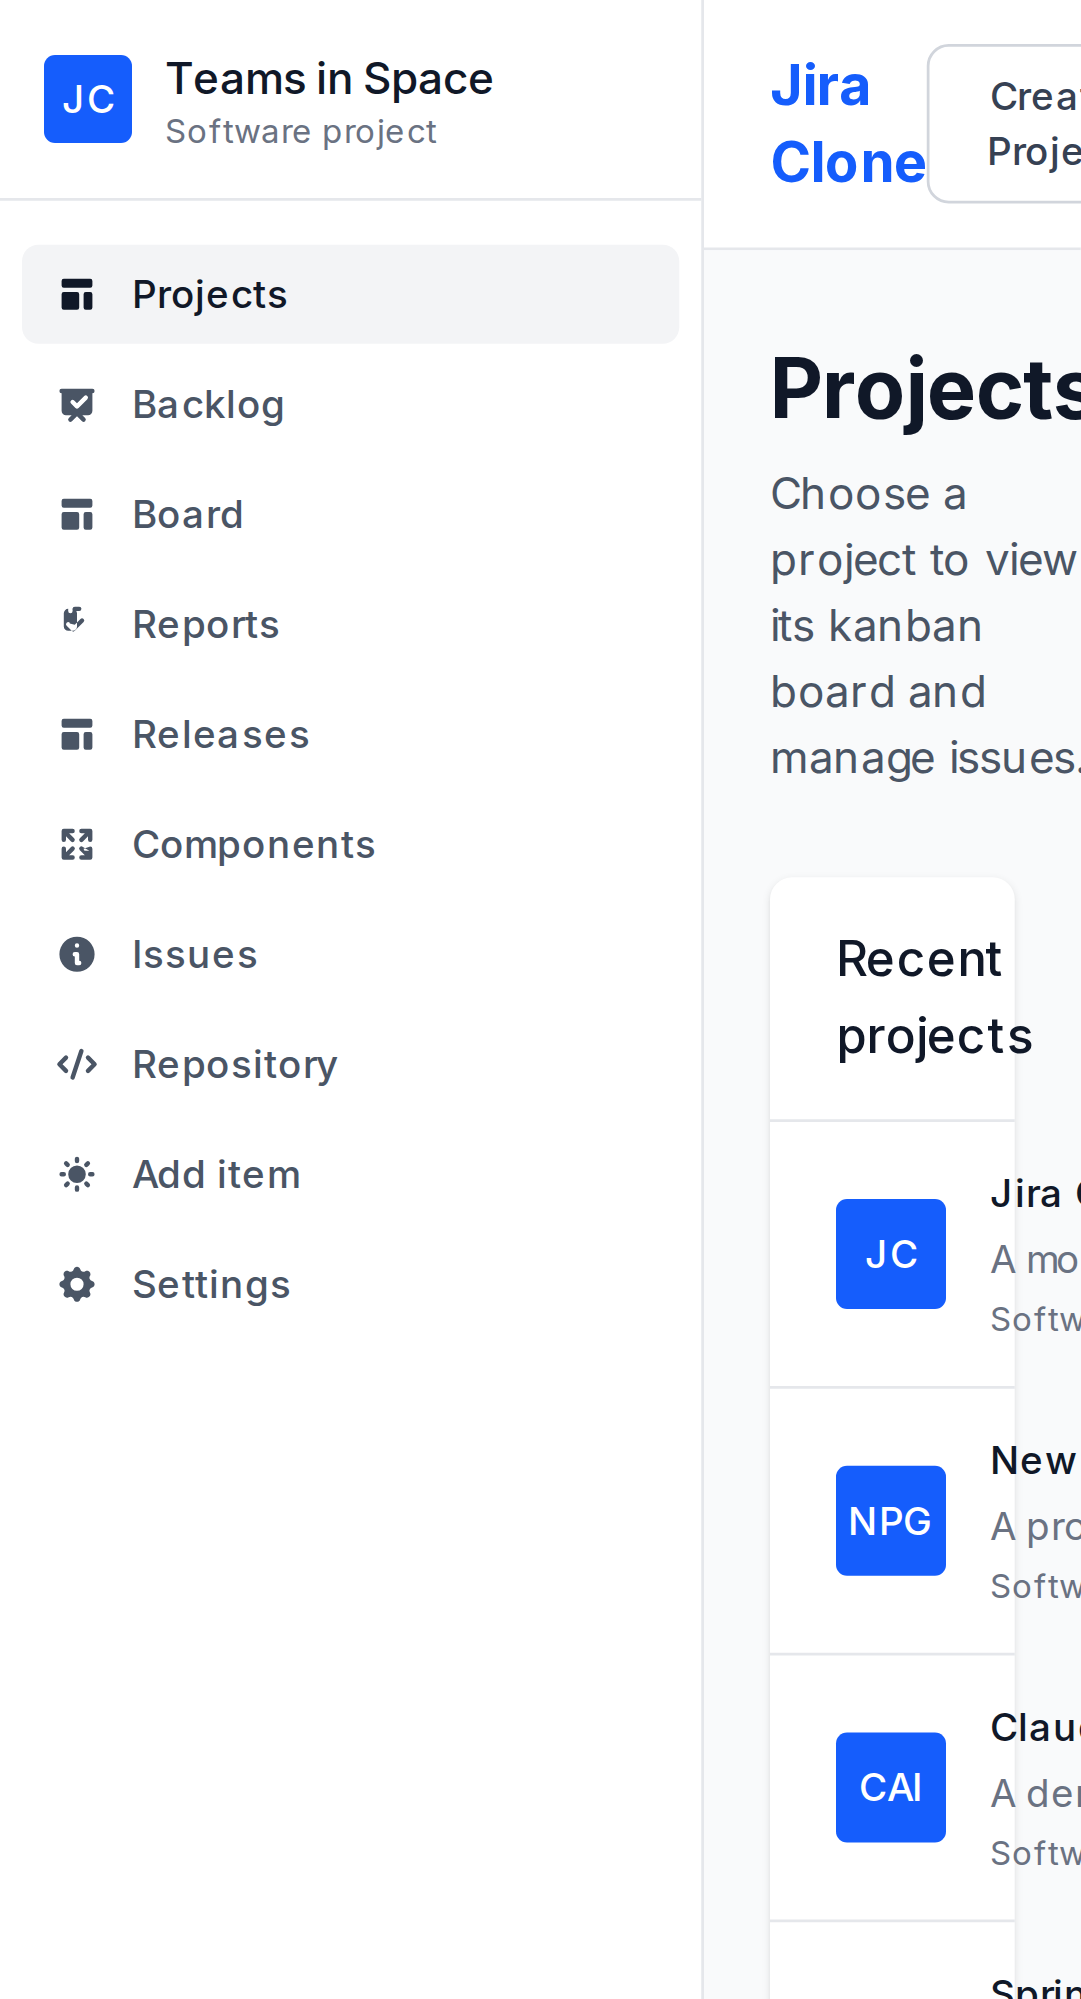 JC
Teams in Space
Software project
Projects
Backlog
Board
Reports
Releases
Components
Issues
Repository
Add item
Settings
Jira
Clone
Projects
Choose a
project to view
its kanban
board and
manage issues.
Recent
projects
JC
Jira
A
NPG
New
A
CAI
A